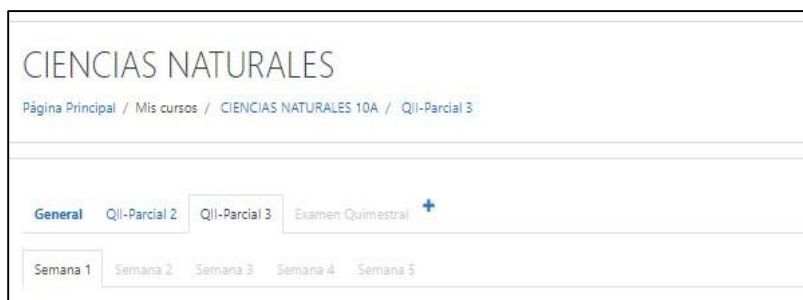 CIENCIAS NATURALES
Página Principal / Mis cursos / CIENCIAS NATURALES 10A / QII-Parcial 3
General QII-Parcial 2 QII-Parcial 3 Examen Quimestral +
Semana 1 Semana 2 Semana 3 Semana 4 Semana 5